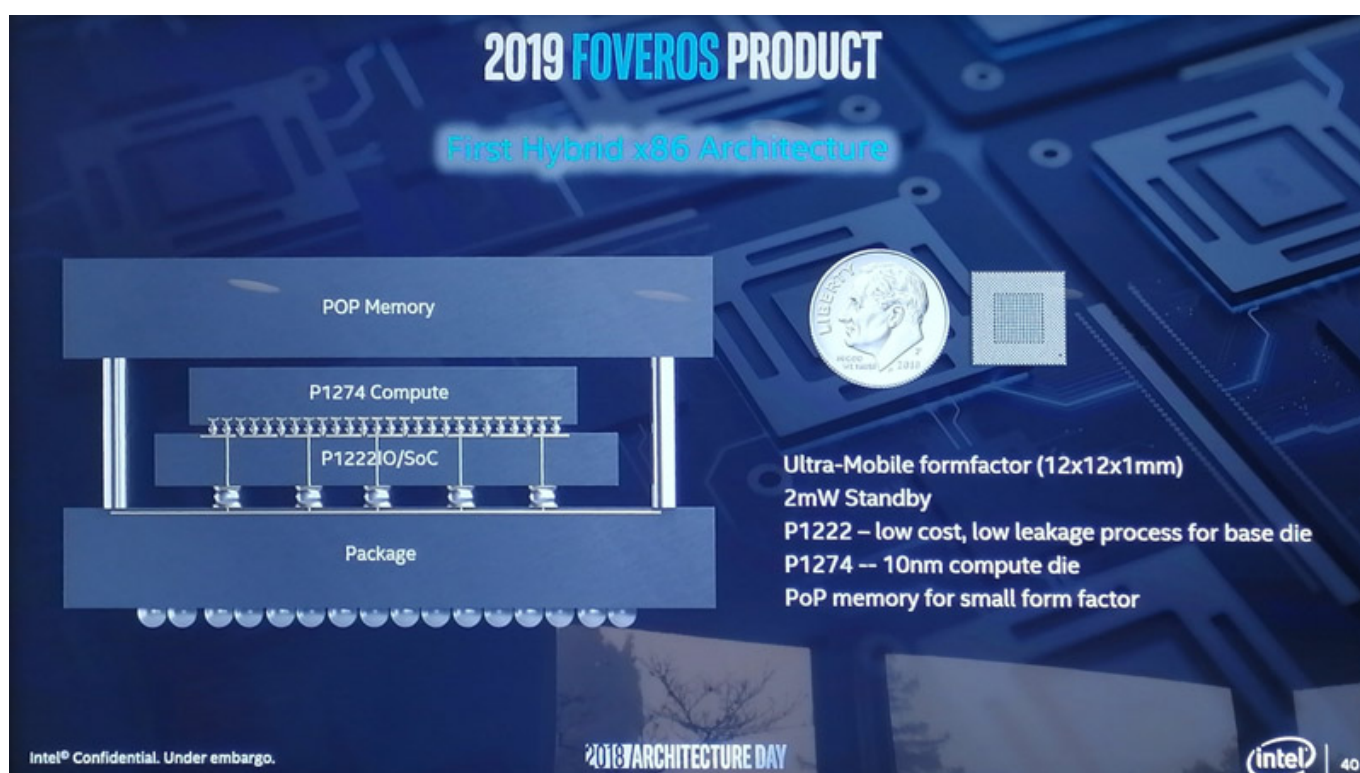 2019 FOVEROS PRODUCT
First Hybrid x86 Architecture
POP Memory
P1274 Compute
P1222IO/SoC
Package
LIBERTY
2018
Ultra-Mobile formfactor (12x12x1mm)
2mW Standby
P1222 – low cost, low leakage process for base die
P1274 -- 10nm compute die
PoP memory for small form factor
Intel® Confidential. Under embargo.
2018 ARCHITECTURE DAY
intel
40